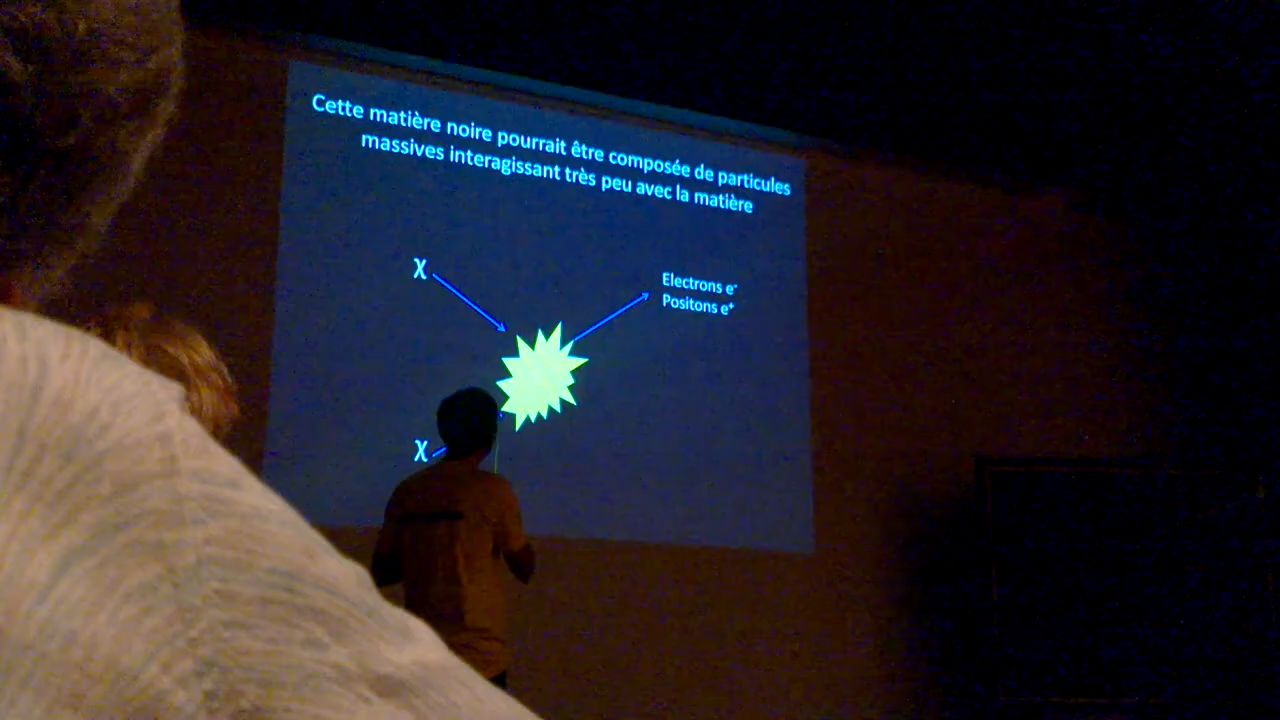 Cette matière noire pourrait être composée de particules
massives interagissant très peu avec la matière
χ
Electrons e⁻
Positons e⁺
χ